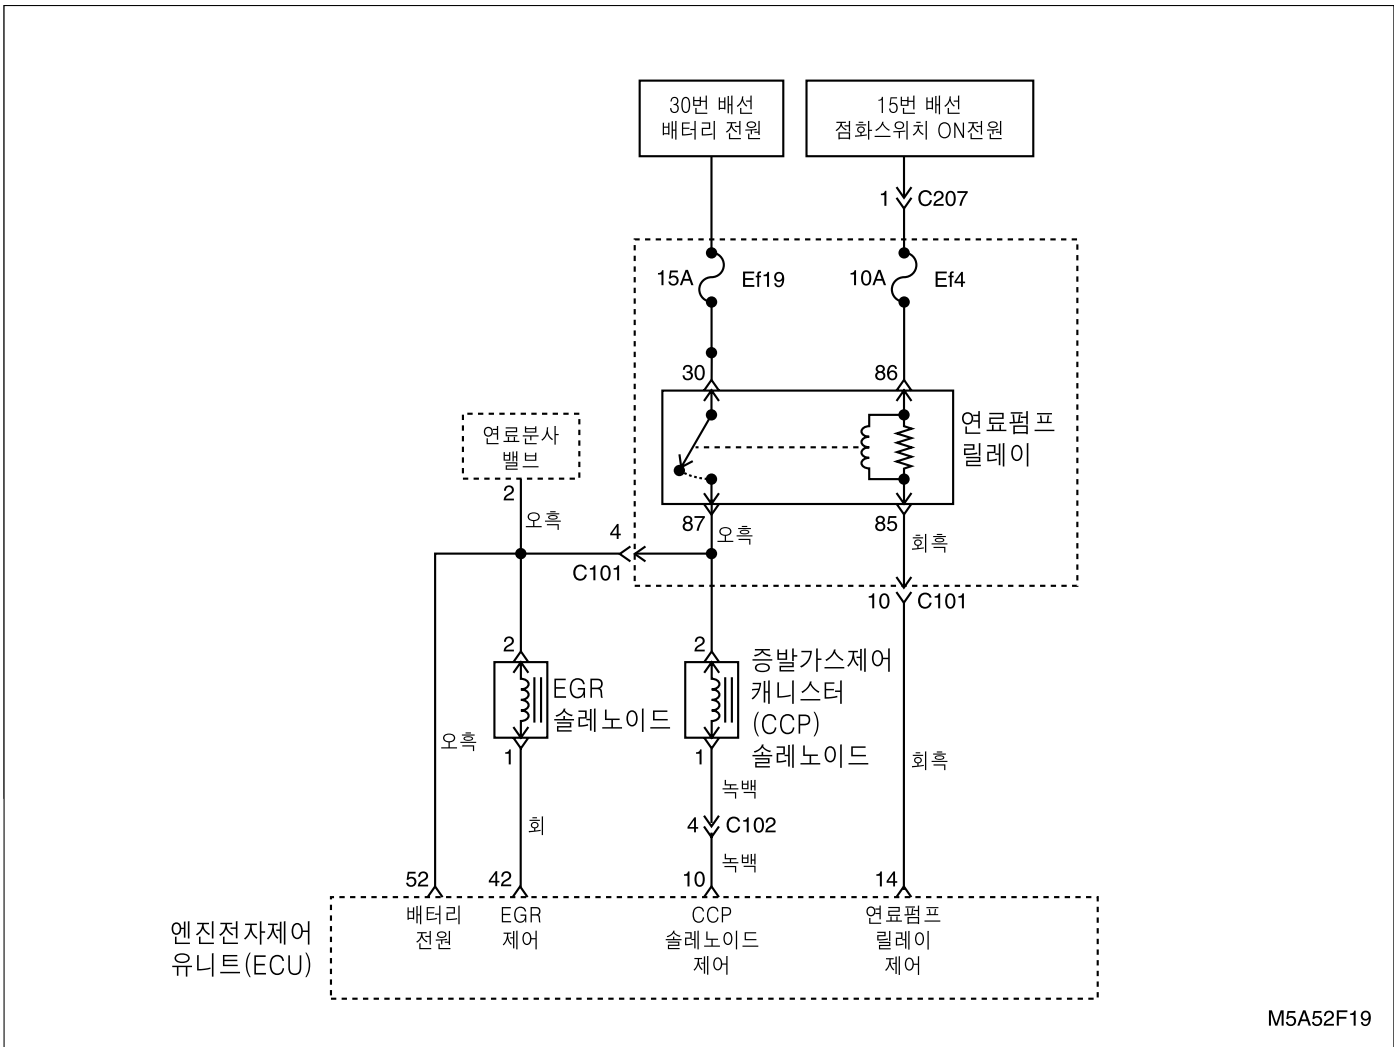 30번 배선
배터리 전원
15번 배선
점화스위치 ON전원
1
C207
15A
Ef19
10A
Ef4
30
86
연료펌프
릴레이
연료분사
밸브
2
오흑
4
C101
87
오흑
85
회흑
10
C101
2
EGR
솔레노이드
1
2
증발가스제어
캐니스터
(CCP)
솔레노이드
1
오흑
회
녹백
4
C102
녹백
회흑
52
42
10
14
배터리
전원
EGR
제어
CCP
솔레노이드
제어
연료펌프
릴레이
제어
엔진전자제어
유니트(ECU)
M5A52F19